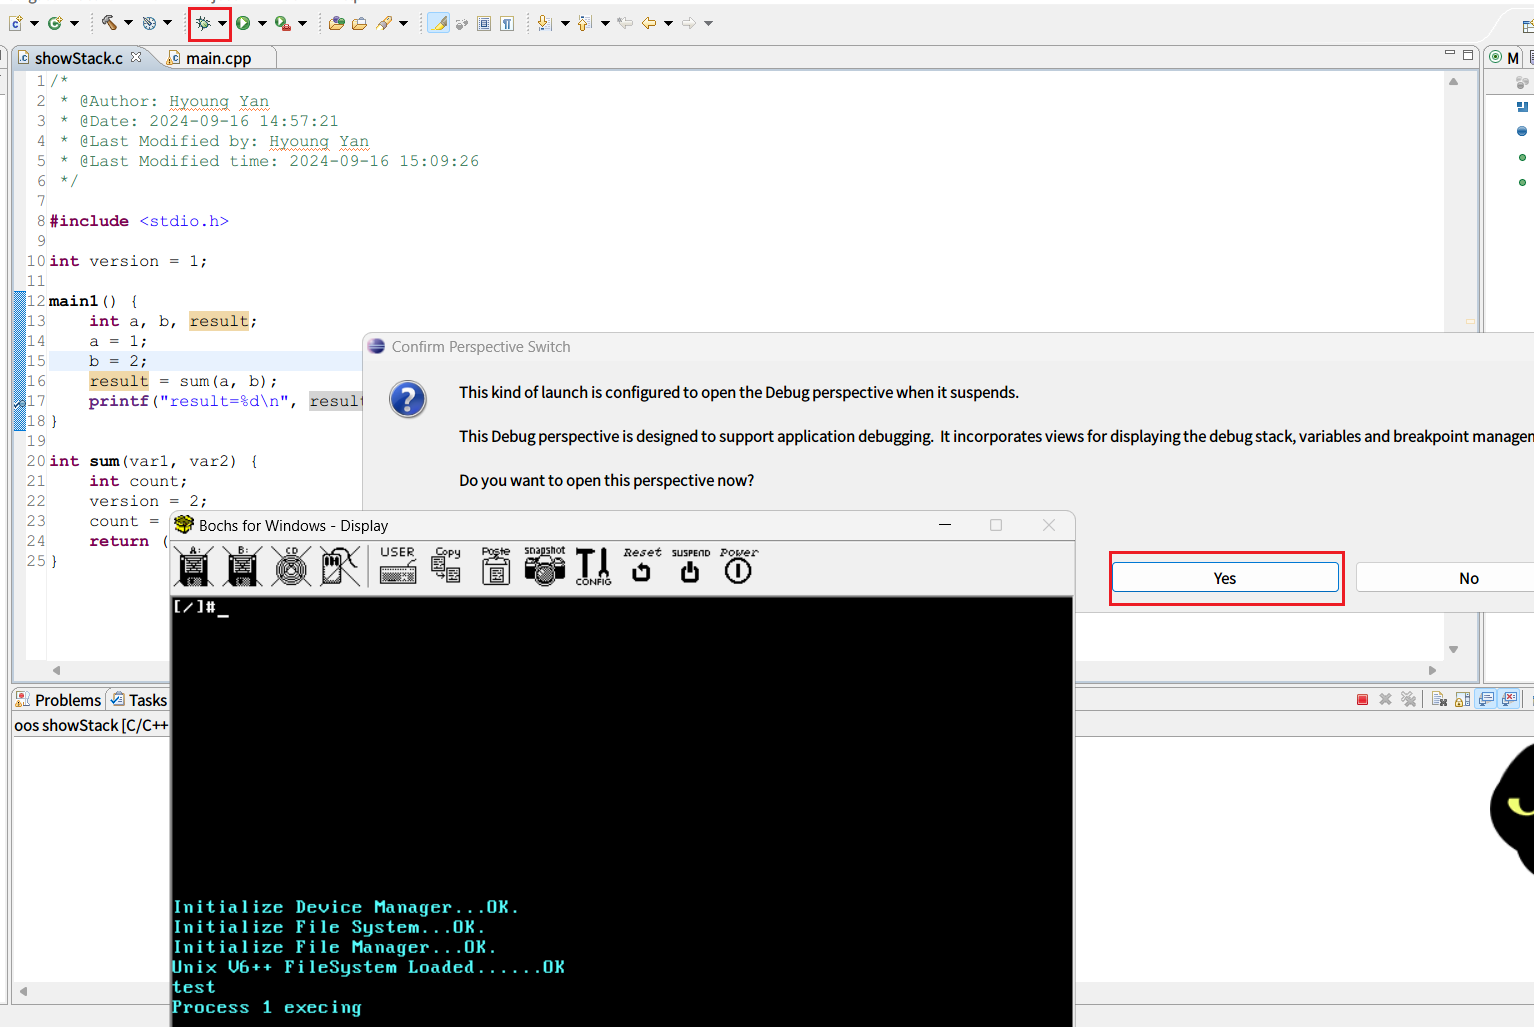 showStack.c
main.cpp
M
1 /*
2 * @Author: Hyoung Yan
3 * @Date: 2024-09-16 14:57:21
4 * @Last Modified by: Hyoung Yan
5 * @Last Modified time: 2024-09-16 15:09:26
6 */
7
8 #include <stdio.h>
9
10 int version = 1;
11
12 main1() {
13 int a, b, result;
14 a = 1;
15 b = 2;
16 result = sum(a, b);
17 printf("result=%d\n", result
18 }
19
20 int sum(var1, var2) {
21 int count;
22 version = 2;
23 count =
24 return (
25 }
Confirm Perspective Switch
This kind of launch is configured to open the Debug perspective when it suspends.
This Debug perspective is designed to support application debugging. It incorporates views for displaying the debug stack, variables and breakpoint managem
Do you want to open this perspective now?
Yes
No
Bochs for Windows - Display
A:
B:
CD
USER
Copy
Paste
snapshot
CONFIG
Reset
SUSPEND
Power
[/]#_
Initialize Device Manager...OK.
Initialize File System...OK.
Initialize File Manager...OK.
Unix V6++ FileSystem Loaded......OK
test
Process 1 execing
Problems
Tasks
oos showStack [C/C++